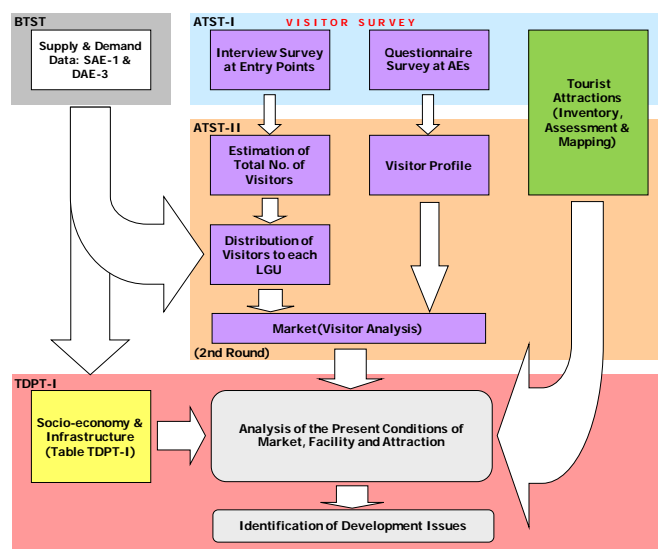 BTST
Supply & Demand
Data: SAE-1 &
DAE-3
ATST-I
VISITOR SURVEY
Interview Survey
at Entry Points
Questionnaire
Survey at AEs
Tourist
Attractions
(Inventory,
Assessment &
Mapping)
ATST-II
Estimation of
Total No. of
Visitors
Visitor Profile
Distribution of
Visitors to each
LGU
Market(Visitor Analysis)
(2nd Round)
TDPT-I
Socio-economy &
Infrastructure
(Table TDPT-I)
Analysis of the Present Conditions of
Market, Facility and Attraction
Identification of Development Issues